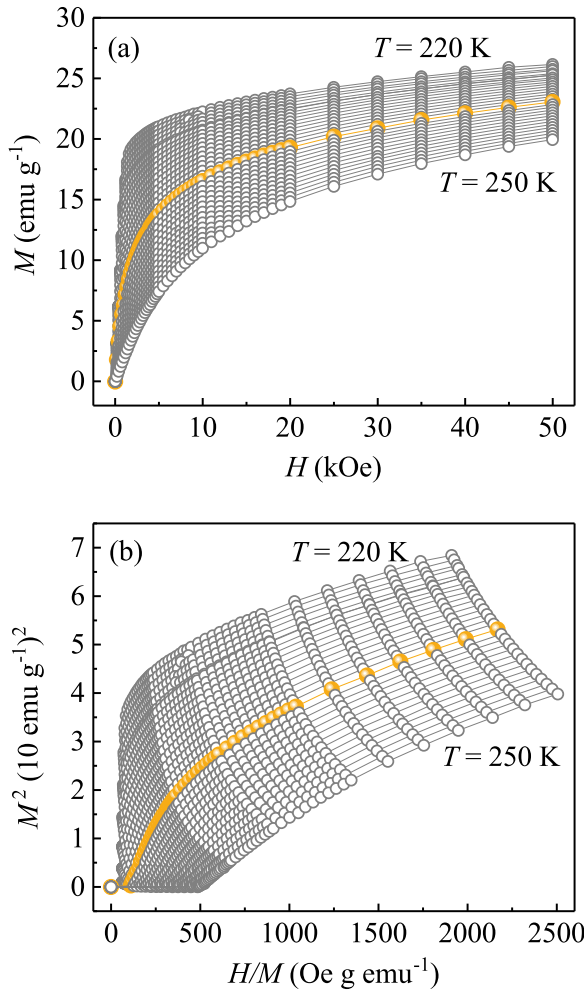 30
(a)
T = 220 K
25
20
15
T = 250 K
10
5
0
M (emu g⁻¹)
0 10 20 30 40 50
H (kOe)
7
(b)
T = 220 K
6
5
4
3
T = 250 K
2
1
0
M² (10 emu g⁻¹)²
0 500 1000 1500 2000 2500
H/M (Oe g emu⁻¹)